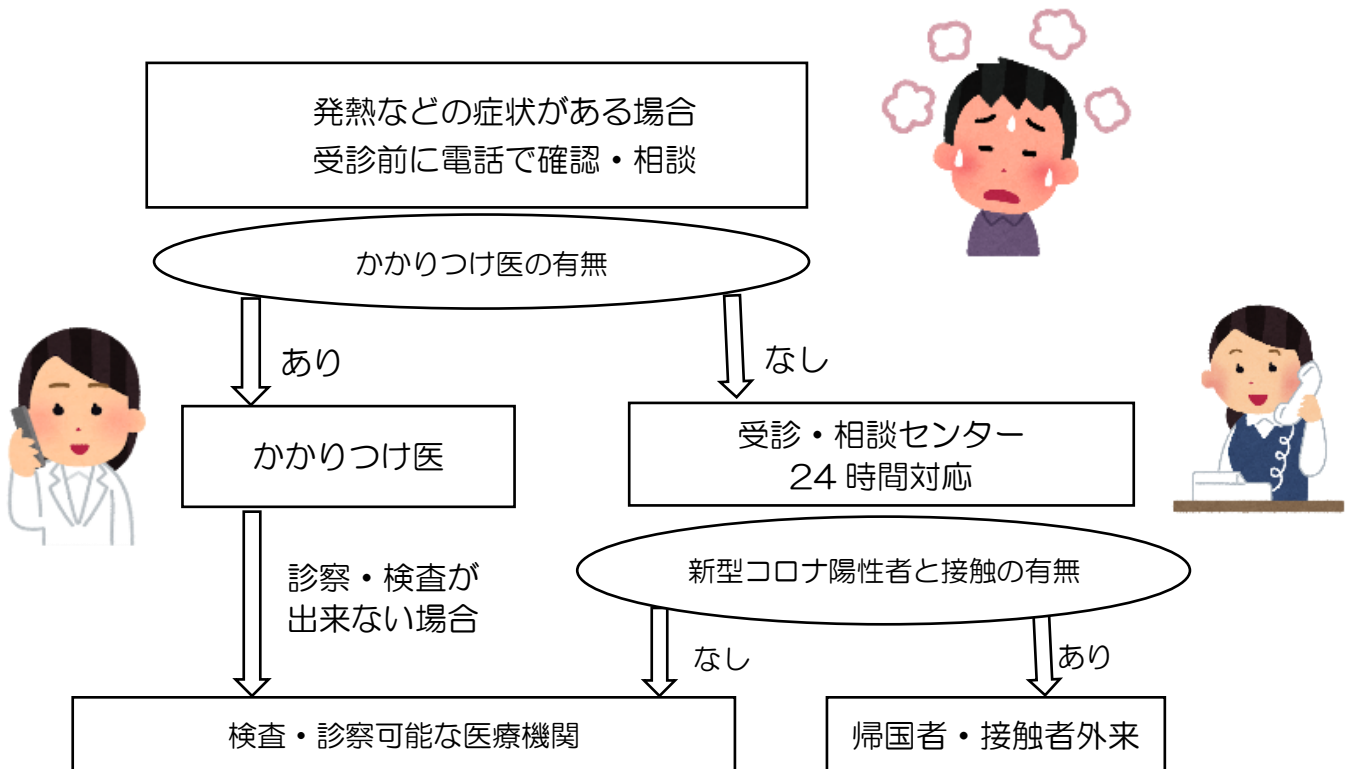 発熱などの症状がある場合
受診前に電話で確認・相談
かかりつけ医の有無
あり
なし
かかりつけ医
受診・相談センター
24時間対応
診察・検査が
出来ない場合
新型コロナ陽性者と接触の有無
なし
あり
検査・診察可能な医療機関
帰国者・接触者外来